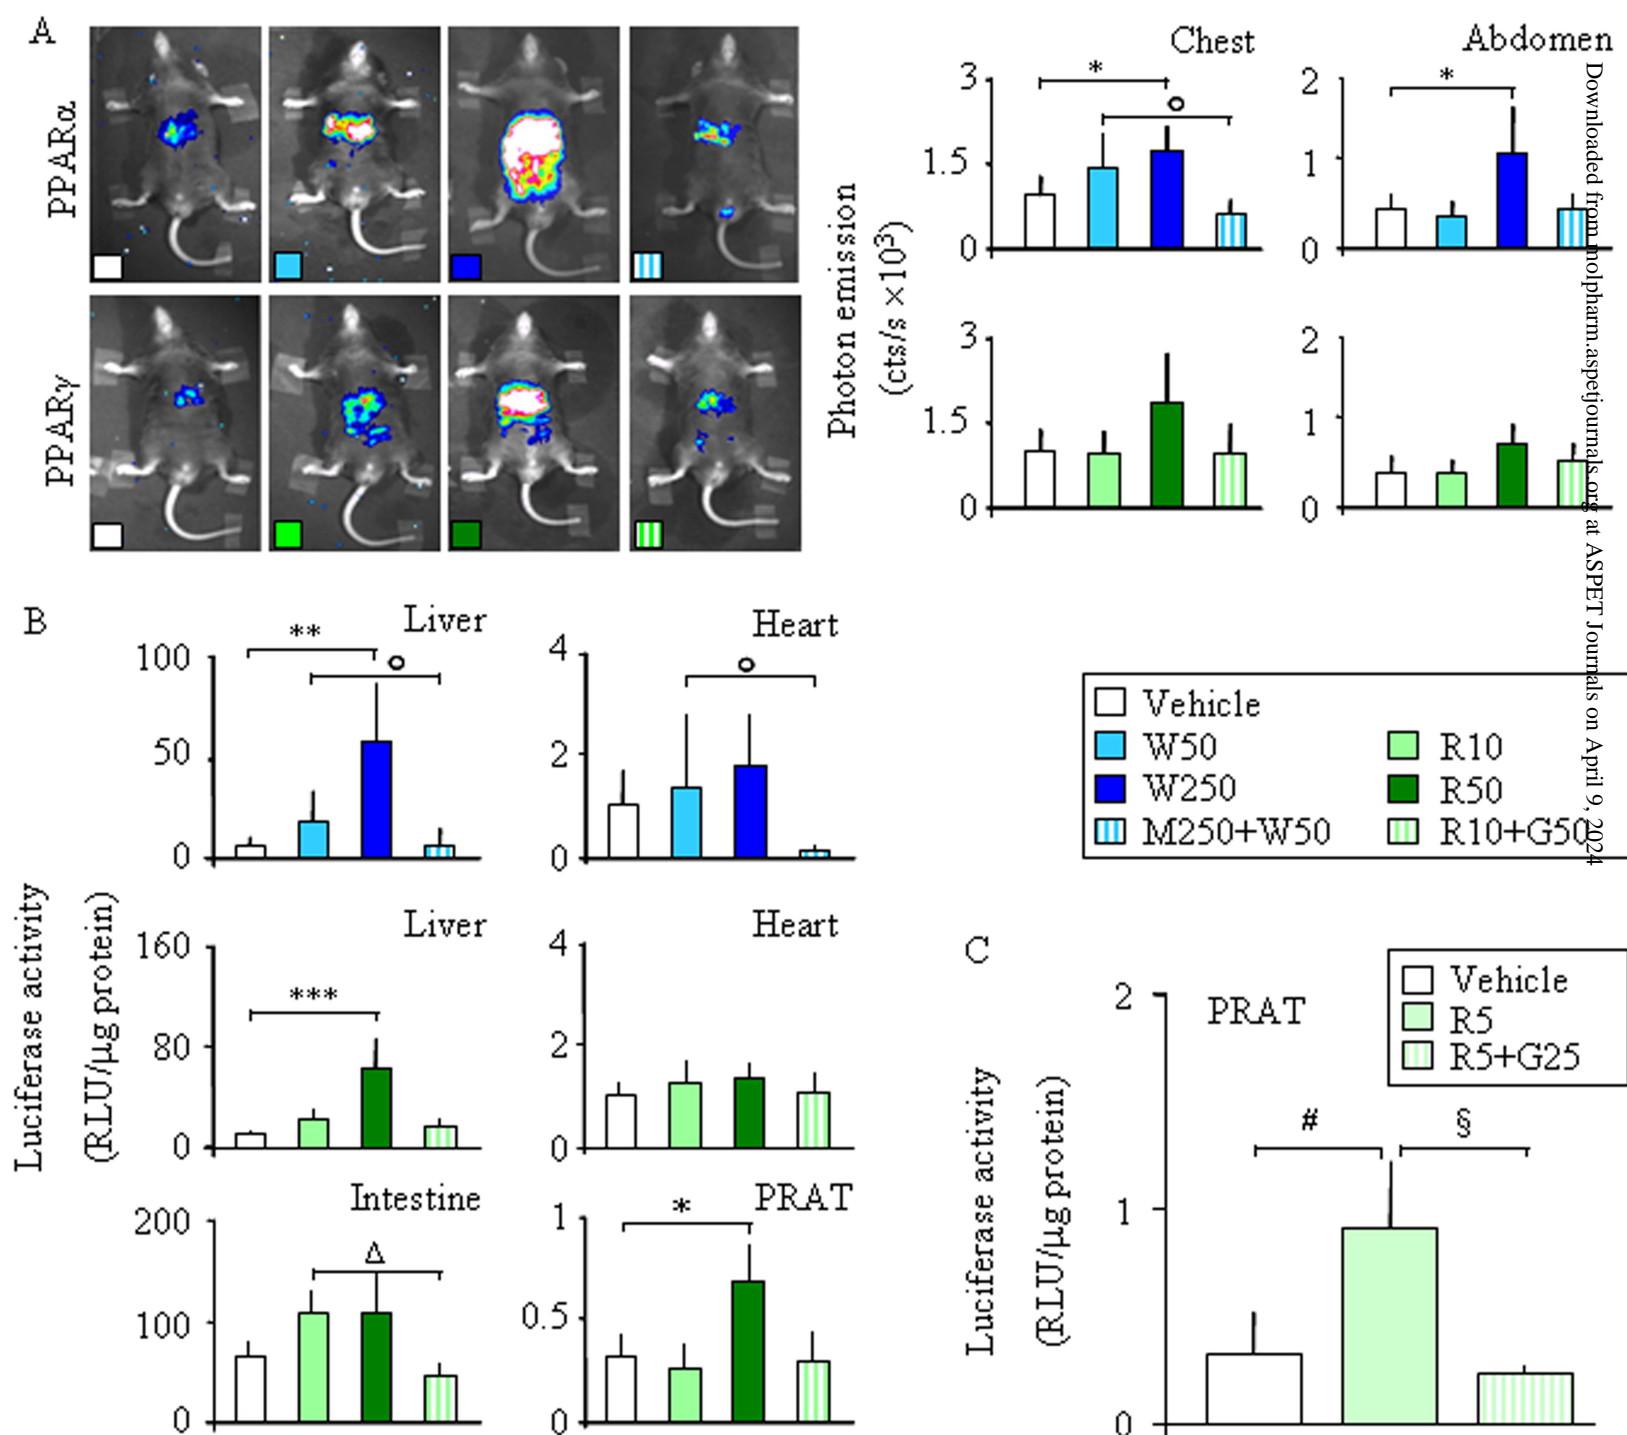 A
PPARα
PPARγ
Photon emission
(cts/s ×10³)
Chest
3
1.5
0
*
Abdomen
2
1
0
*
3
1.5
0
2
1
0
Downloaded from molpharm.aspetjournals.org at ASPET Journals on April 9, 2024
B
Luciferase activity
(RLU/µg protein)
Liver
100
50
0
**
Heart
4
2
0
Vehicle
W50
W250
M250+W50
R10
R50
R10+G50
Liver
160
80
0
***
Heart
4
2
0
Intestine
200
100
0
Δ
PRAT
1
0.5
0
*
C
Luciferase activity
(RLU/µg protein)
PRAT
2
1
0
#
§
Vehicle
R5
R5+G25